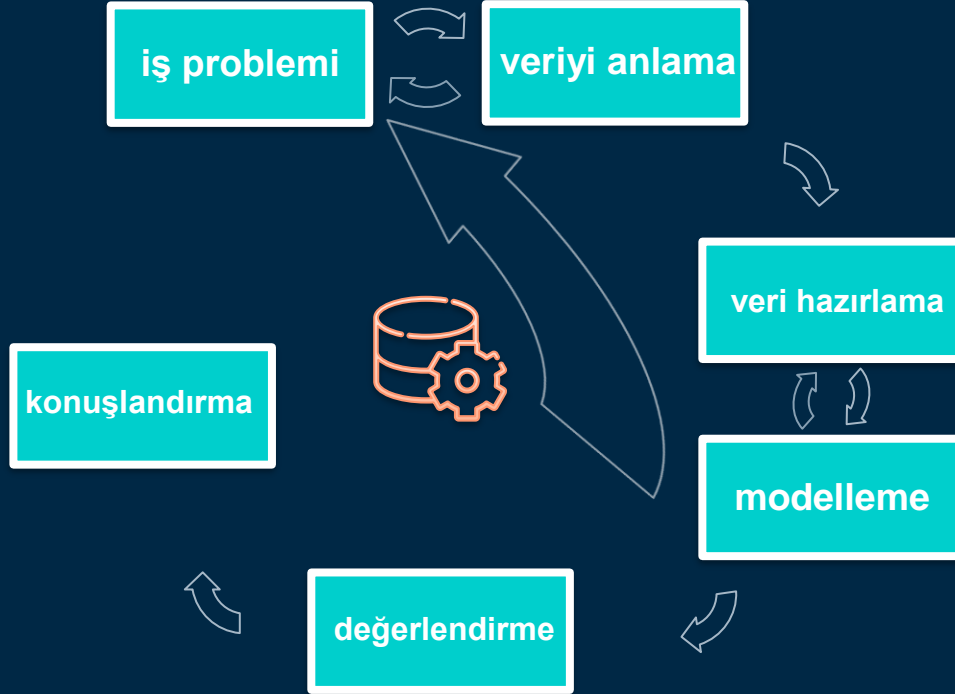 iş problemi
veriyi anlama
veri hazırlama
modelleme
değerlendirme
konuşlandırma